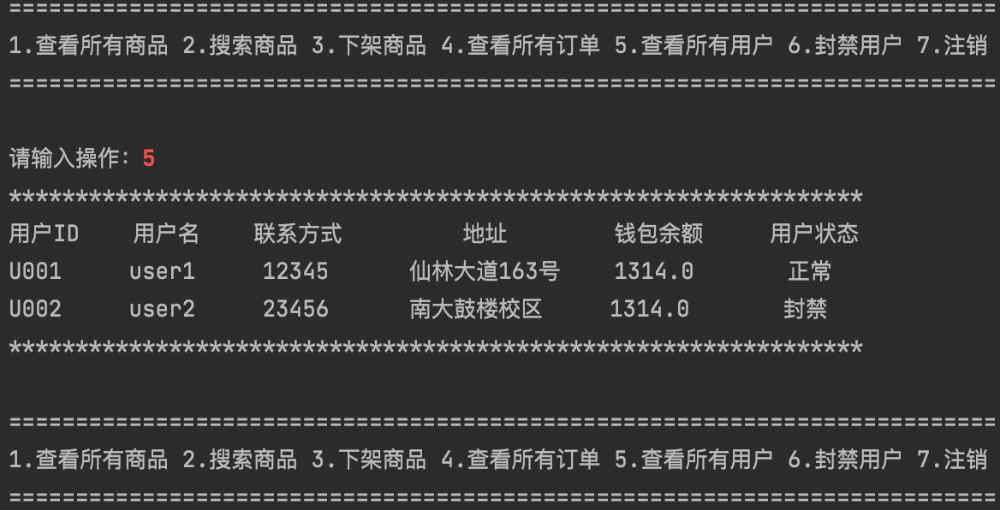 ==========================================================================
1.查看所有商品 2.搜索商品 3.下架商品 4.查看所有订单 5.查看所有用户 6.封禁用户 7.注销
==========================================================================
请输入操作：5
****************************************************************
用户ID 用户名 联系方式 地址 钱包余额 用户状态
U001 user1 12345 仙林大道163号 1314.0 正常
U002 user2 23456 南大鼓楼校区 1314.0 封禁
****************************************************************
==========================================================================
1.查看所有商品 2.搜索商品 3.下架商品 4.查看所有订单 5.查看所有用户 6.封禁用户 7.注销
==========================================================================